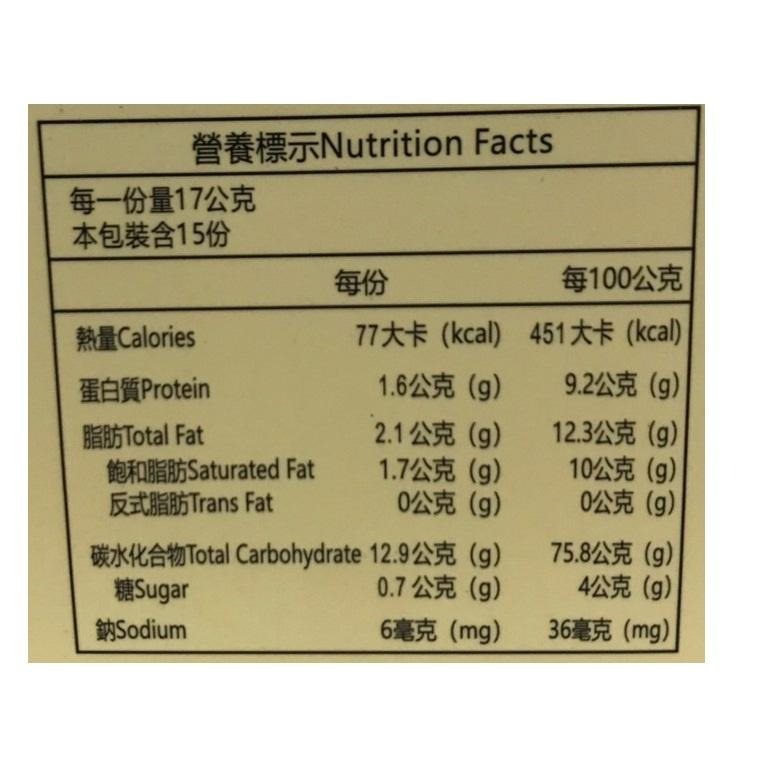 營養標示Nutrition Facts
每一份量17公克
本包裝含15份
每份 每100公克
熱量Calories 77大卡 (kcal) 451大卡 (kcal)
蛋白質Protein 1.6公克 (g) 9.2公克 (g)
脂肪Total Fat 2.1公克 (g) 12.3公克 (g)
飽和脂肪Saturated Fat 1.7公克 (g) 10公克 (g)
反式脂肪Trans Fat 0公克 (g) 0公克 (g)
碳水化合物Total Carbohydrate 12.9公克 (g) 75.8公克 (g)
糖Sugar 0.7公克 (g) 4公克 (g)
鈉Sodium 6毫克 (mg) 36毫克 (mg)